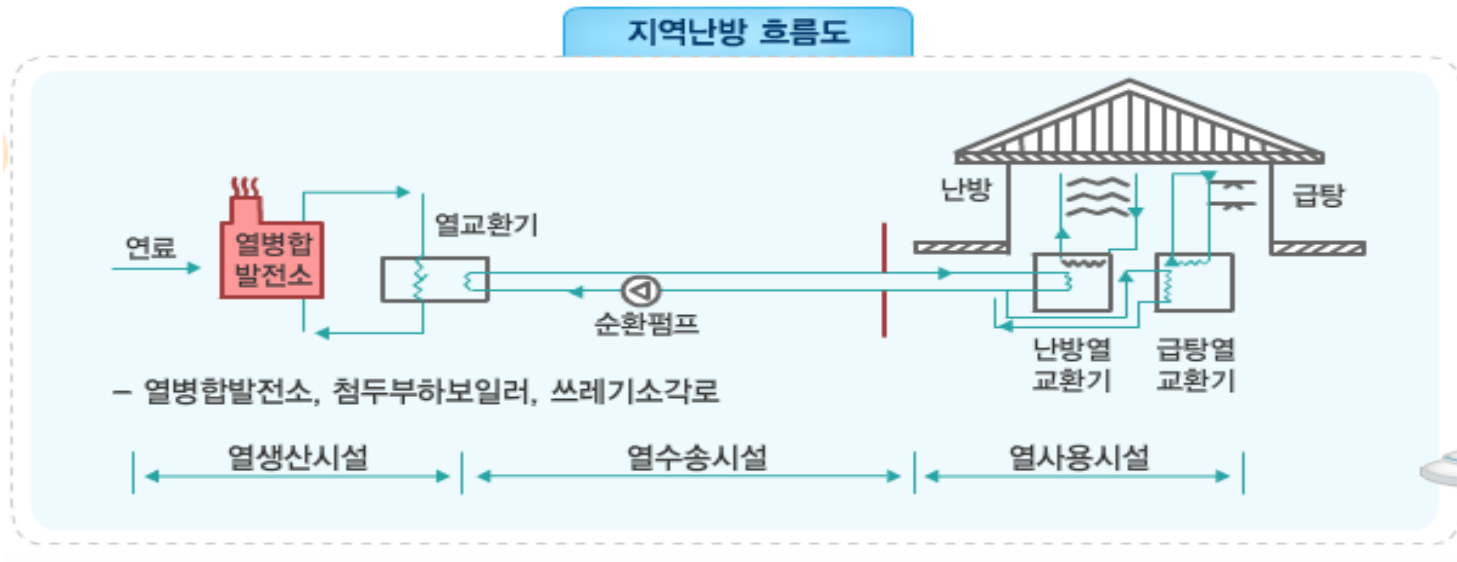 지역난방 흐름도
난방
급탕
열교환기
연료
열병합
발전소
순환펌프
난방열
교환기
급탕열
교환기
– 열병합발전소, 첨두부하보일러, 쓰레기소각로
열생산시설
열수송시설
열사용시설